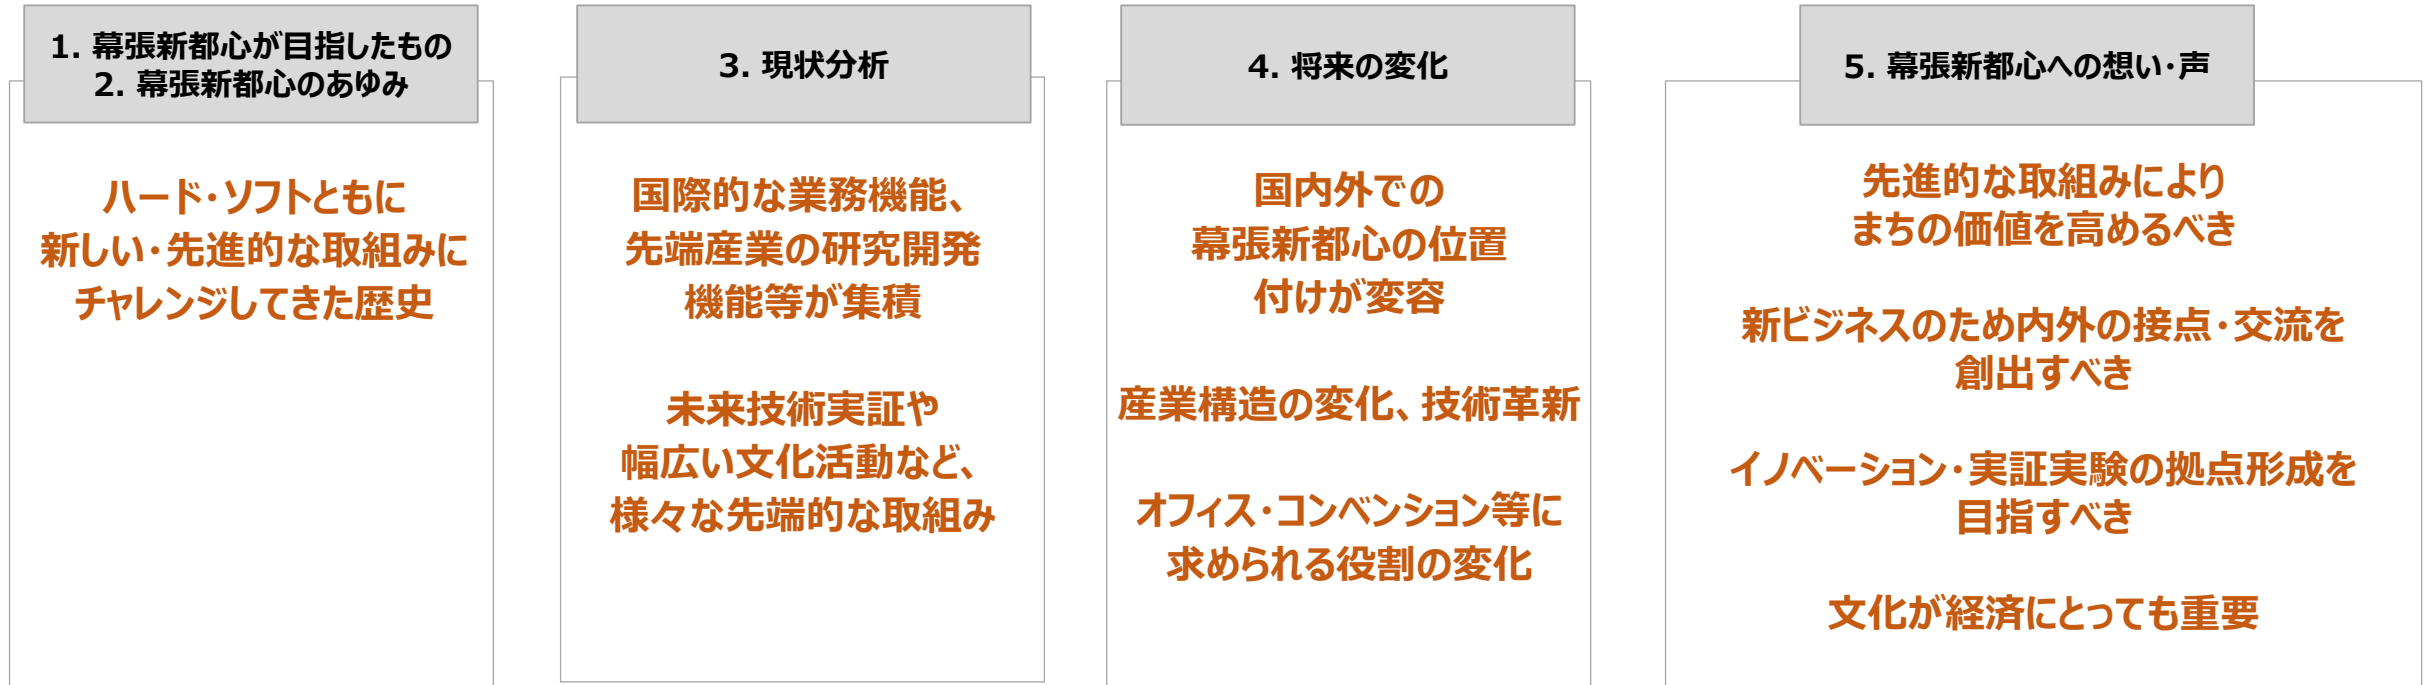 1. 幕張新都心が目指したもの
2. 幕張新都心のあゆみ
ハード・ソフトともに
新しい・先進的な取組みに
チャレンジしてきた歴史
3. 現状分析
国際的な業務機能、
先端産業の研究開発
機能等が集積
未来技術実証や
幅広い文化活動など、
様々な先端的な取組み
4. 将来の変化
国内外での
幕張新都心の位置
付けが変容
産業構造の変化、技術革新
オフィス・コンベンション等に
求められる役割の変化
5. 幕張新都心への想い・声
先進的な取組みにより
まちの価値を高めるべき
新ビジネスのため内外の接点・交流を
創出すべき
イノベーション・実証実験の拠点形成を
目指すべき
文化が経済にとっても重要